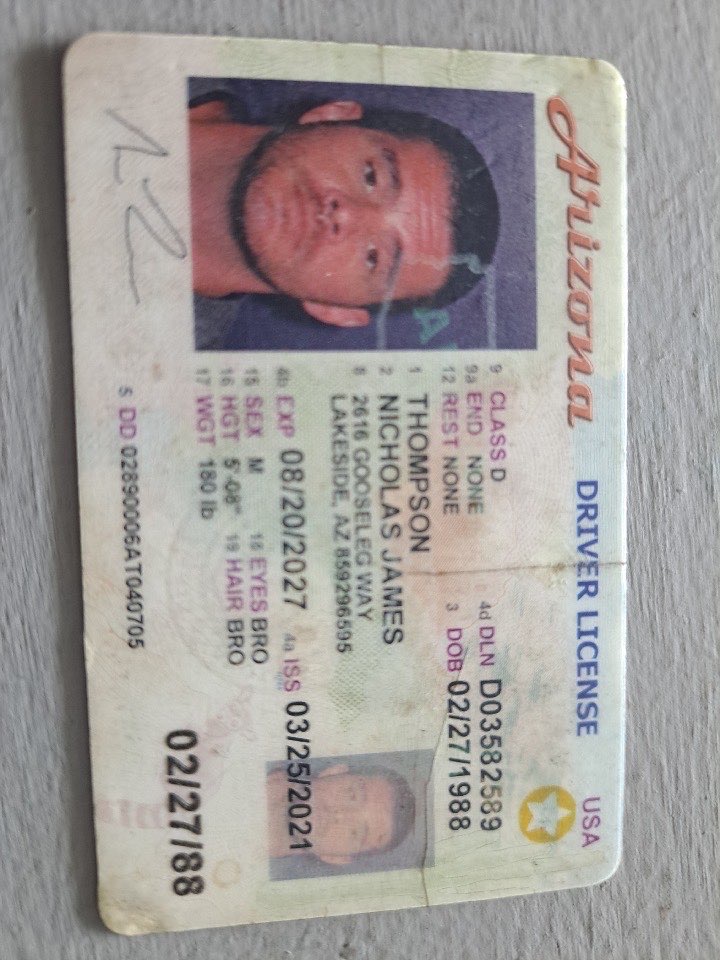 Arizona DRIVER LICENSE USA
9 CLASS D 4d DLN D03582589
9a END NONE 3 DOB 02/27/1988
12 REST NONE
1 THOMPSON
2 NICHOLAS JAMES
8 2616 GOOSELEG WAY
LAKESIDE, AZ 859296595
4b EXP 08/20/2027 4a ISS 03/25/2021
15 SEX M 18 EYES BRO
16 HGT 5'-08" 19 HAIR BRO
17 WGT 180 lb
02/27/88
5 DD 02890006AT040705